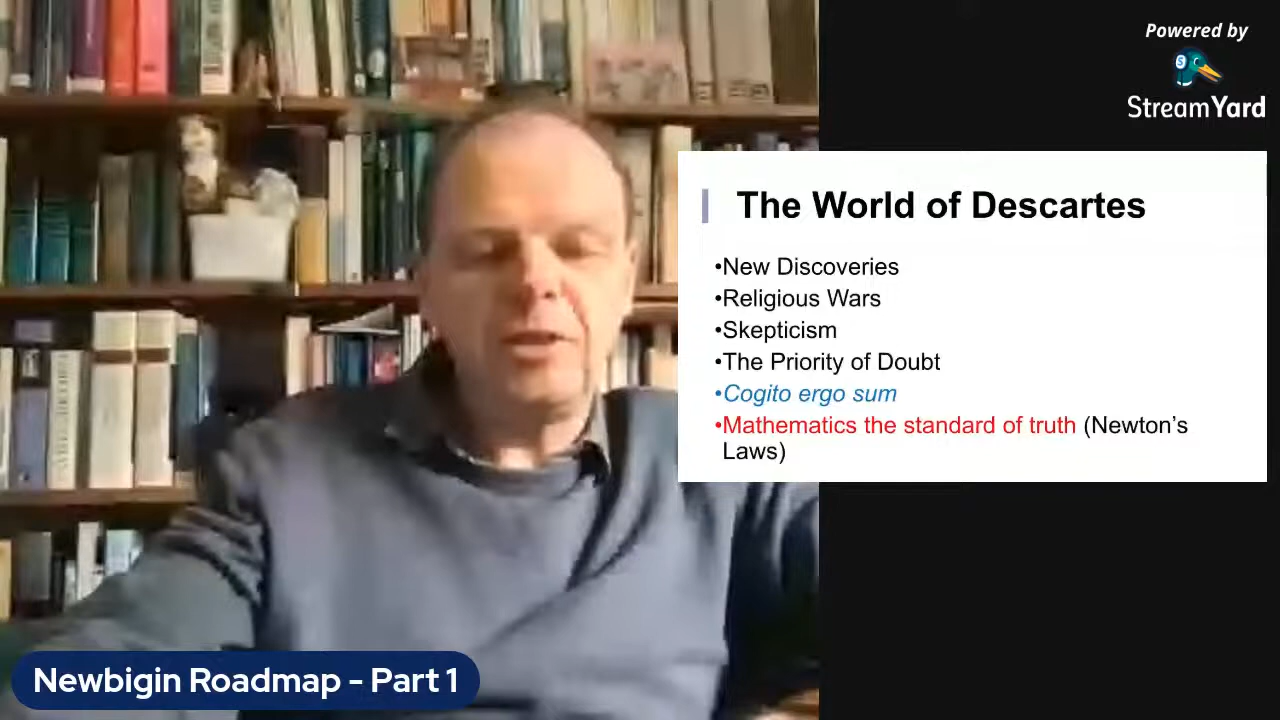 Powered by
StreamYard
The World of Descartes
•New Discoveries
•Religious Wars
•Skepticism
•The Priority of Doubt
•Cogito ergo sum
•Mathematics the standard of truth (Newton's
Laws)
Newbigin Roadmap - Part 1